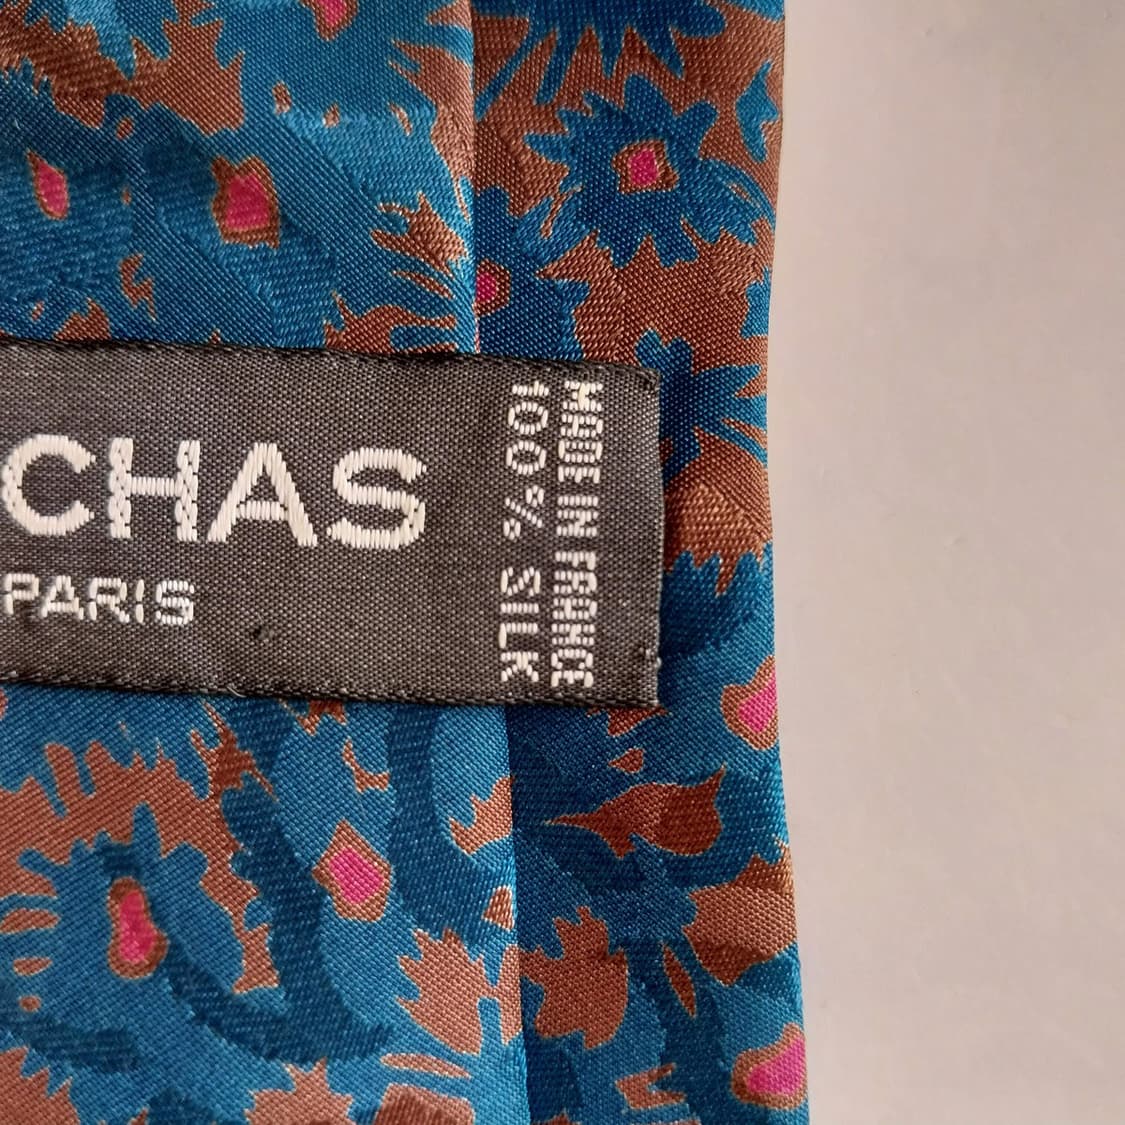 CHAS
PARIS
100% SILK
MADE IN FRANCE